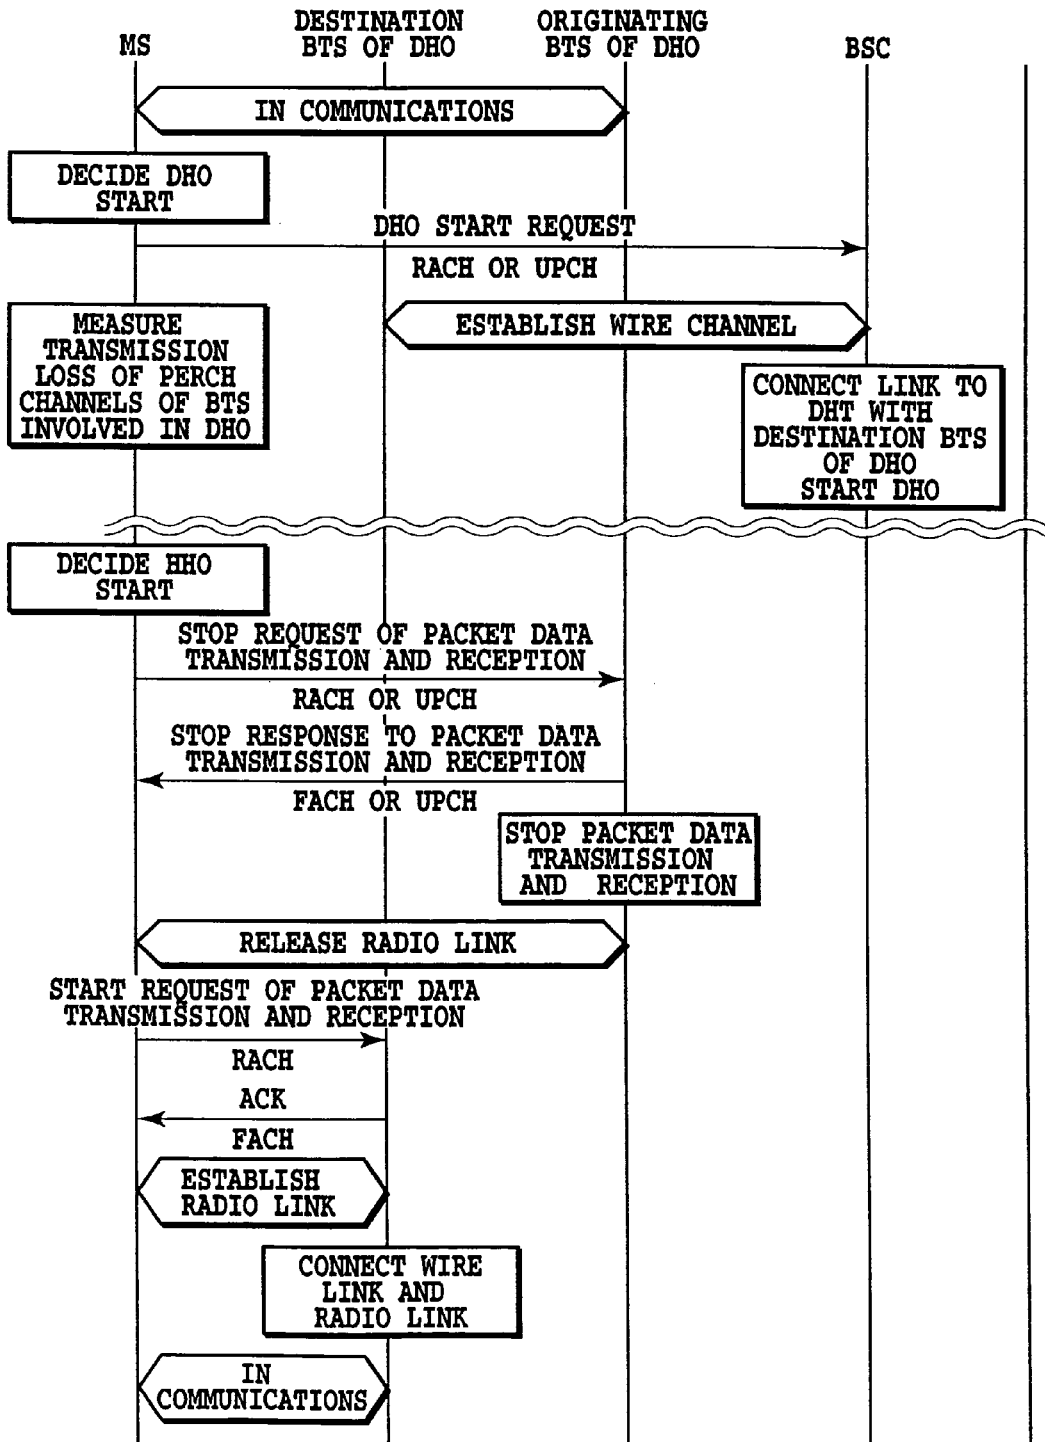 MS
DESTINATION
BTS OF DHO
ORIGINATING
BTS OF DHO
BSC
IN COMMUNICATIONS
DECIDE DHO
START
DHO START REQUEST
RACH OR UPCH
MEASURE
TRANSMISSION
LOSS OF PERCH
CHANNELS OF BTS
INVOLVED IN DHO
ESTABLISH WIRE CHANNEL
CONNECT LINK TO
DHT WITH
DESTINATION BTS
OF DHO
START DHO
DECIDE HHO
START
STOP REQUEST OF PACKET DATA
TRANSMISSION AND RECEPTION
RACH OR UPCH
STOP RESPONSE TO PACKET DATA
TRANSMISSION AND RECEPTION
FACH OR UPCH
STOP PACKET DATA
TRANSMISSION
AND RECEPTION
RELEASE RADIO LINK
START REQUEST OF PACKET DATA
TRANSMISSION AND RECEPTION
RACH
ACK
FACH
ESTABLISH
RADIO LINK
CONNECT WIRE
LINK AND
RADIO LINK
IN
COMMUNICATIONS